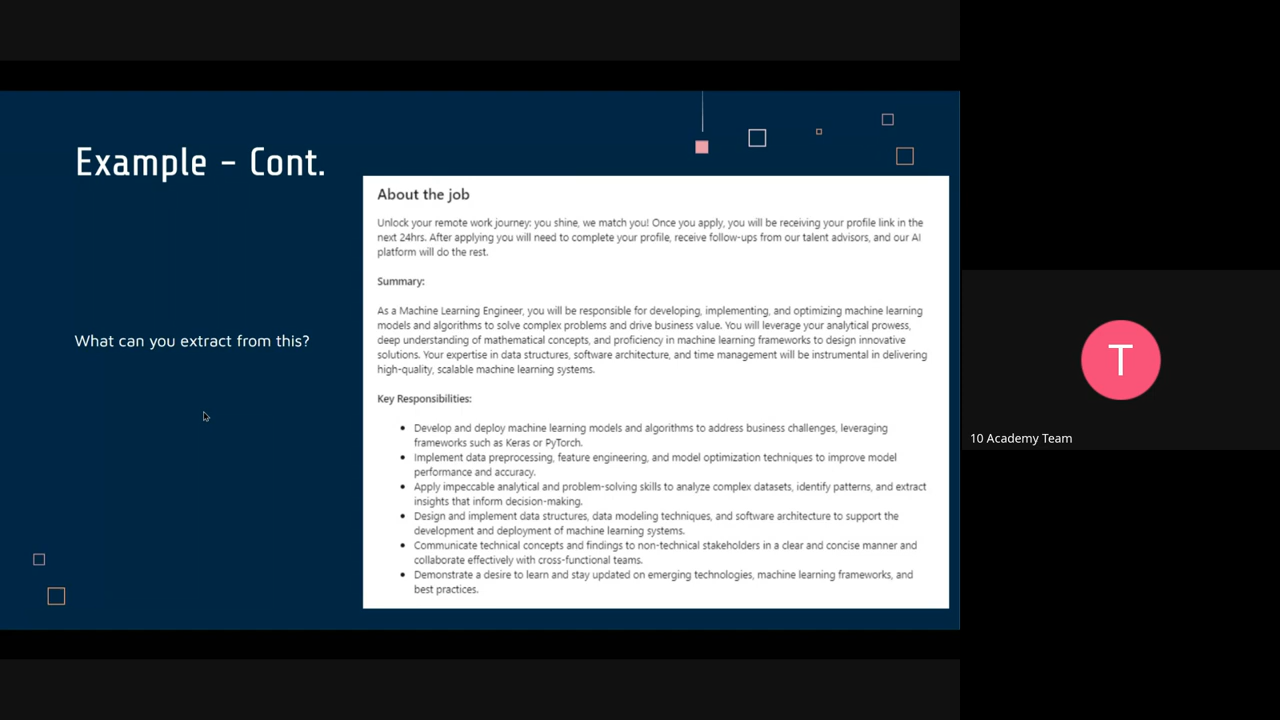 Example - Cont.
What can you extract from this?
About the job
Unlock your remote work journey: you shine, we match you! Once you apply, you will be receiving your profile link in the
next 24hrs. After applying you will need to complete your profile, receive follow-ups from our talent advisors, and our AI
platform will do the rest.
Summary:
As a Machine Learning Engineer, you will be responsible for developing, implementing, and optimizing machine learning
models and algorithms to solve complex problems and drive business value. You will leverage your analytical prowess,
deep understanding of mathematical concepts, and proficiency in machine learning frameworks to design innovative
solutions. Your expertise in data structures, software architecture, and time management will be instrumental in delivering
high-quality, scalable machine learning systems.
Key Responsibilities:
• Develop and deploy machine learning models and algorithms to address business challenges, leveraging
frameworks such as Keras or PyTorch.
• Implement data preprocessing, feature engineering, and model optimization techniques to improve model
performance and accuracy.
• Apply impeccable analytical and problem-solving skills to analyze complex datasets, identify patterns, and extract
insights that inform decision-making.
• Design and implement data structures, data modeling techniques, and software architecture to support the
development and deployment of machine learning systems.
• Communicate technical concepts and findings to non-technical stakeholders in a clear and concise manner and
collaborate effectively with cross-functional teams.
• Demonstrate a desire to learn and stay updated on emerging technologies, machine learning frameworks, and
best practices.
T
10 Academy Team